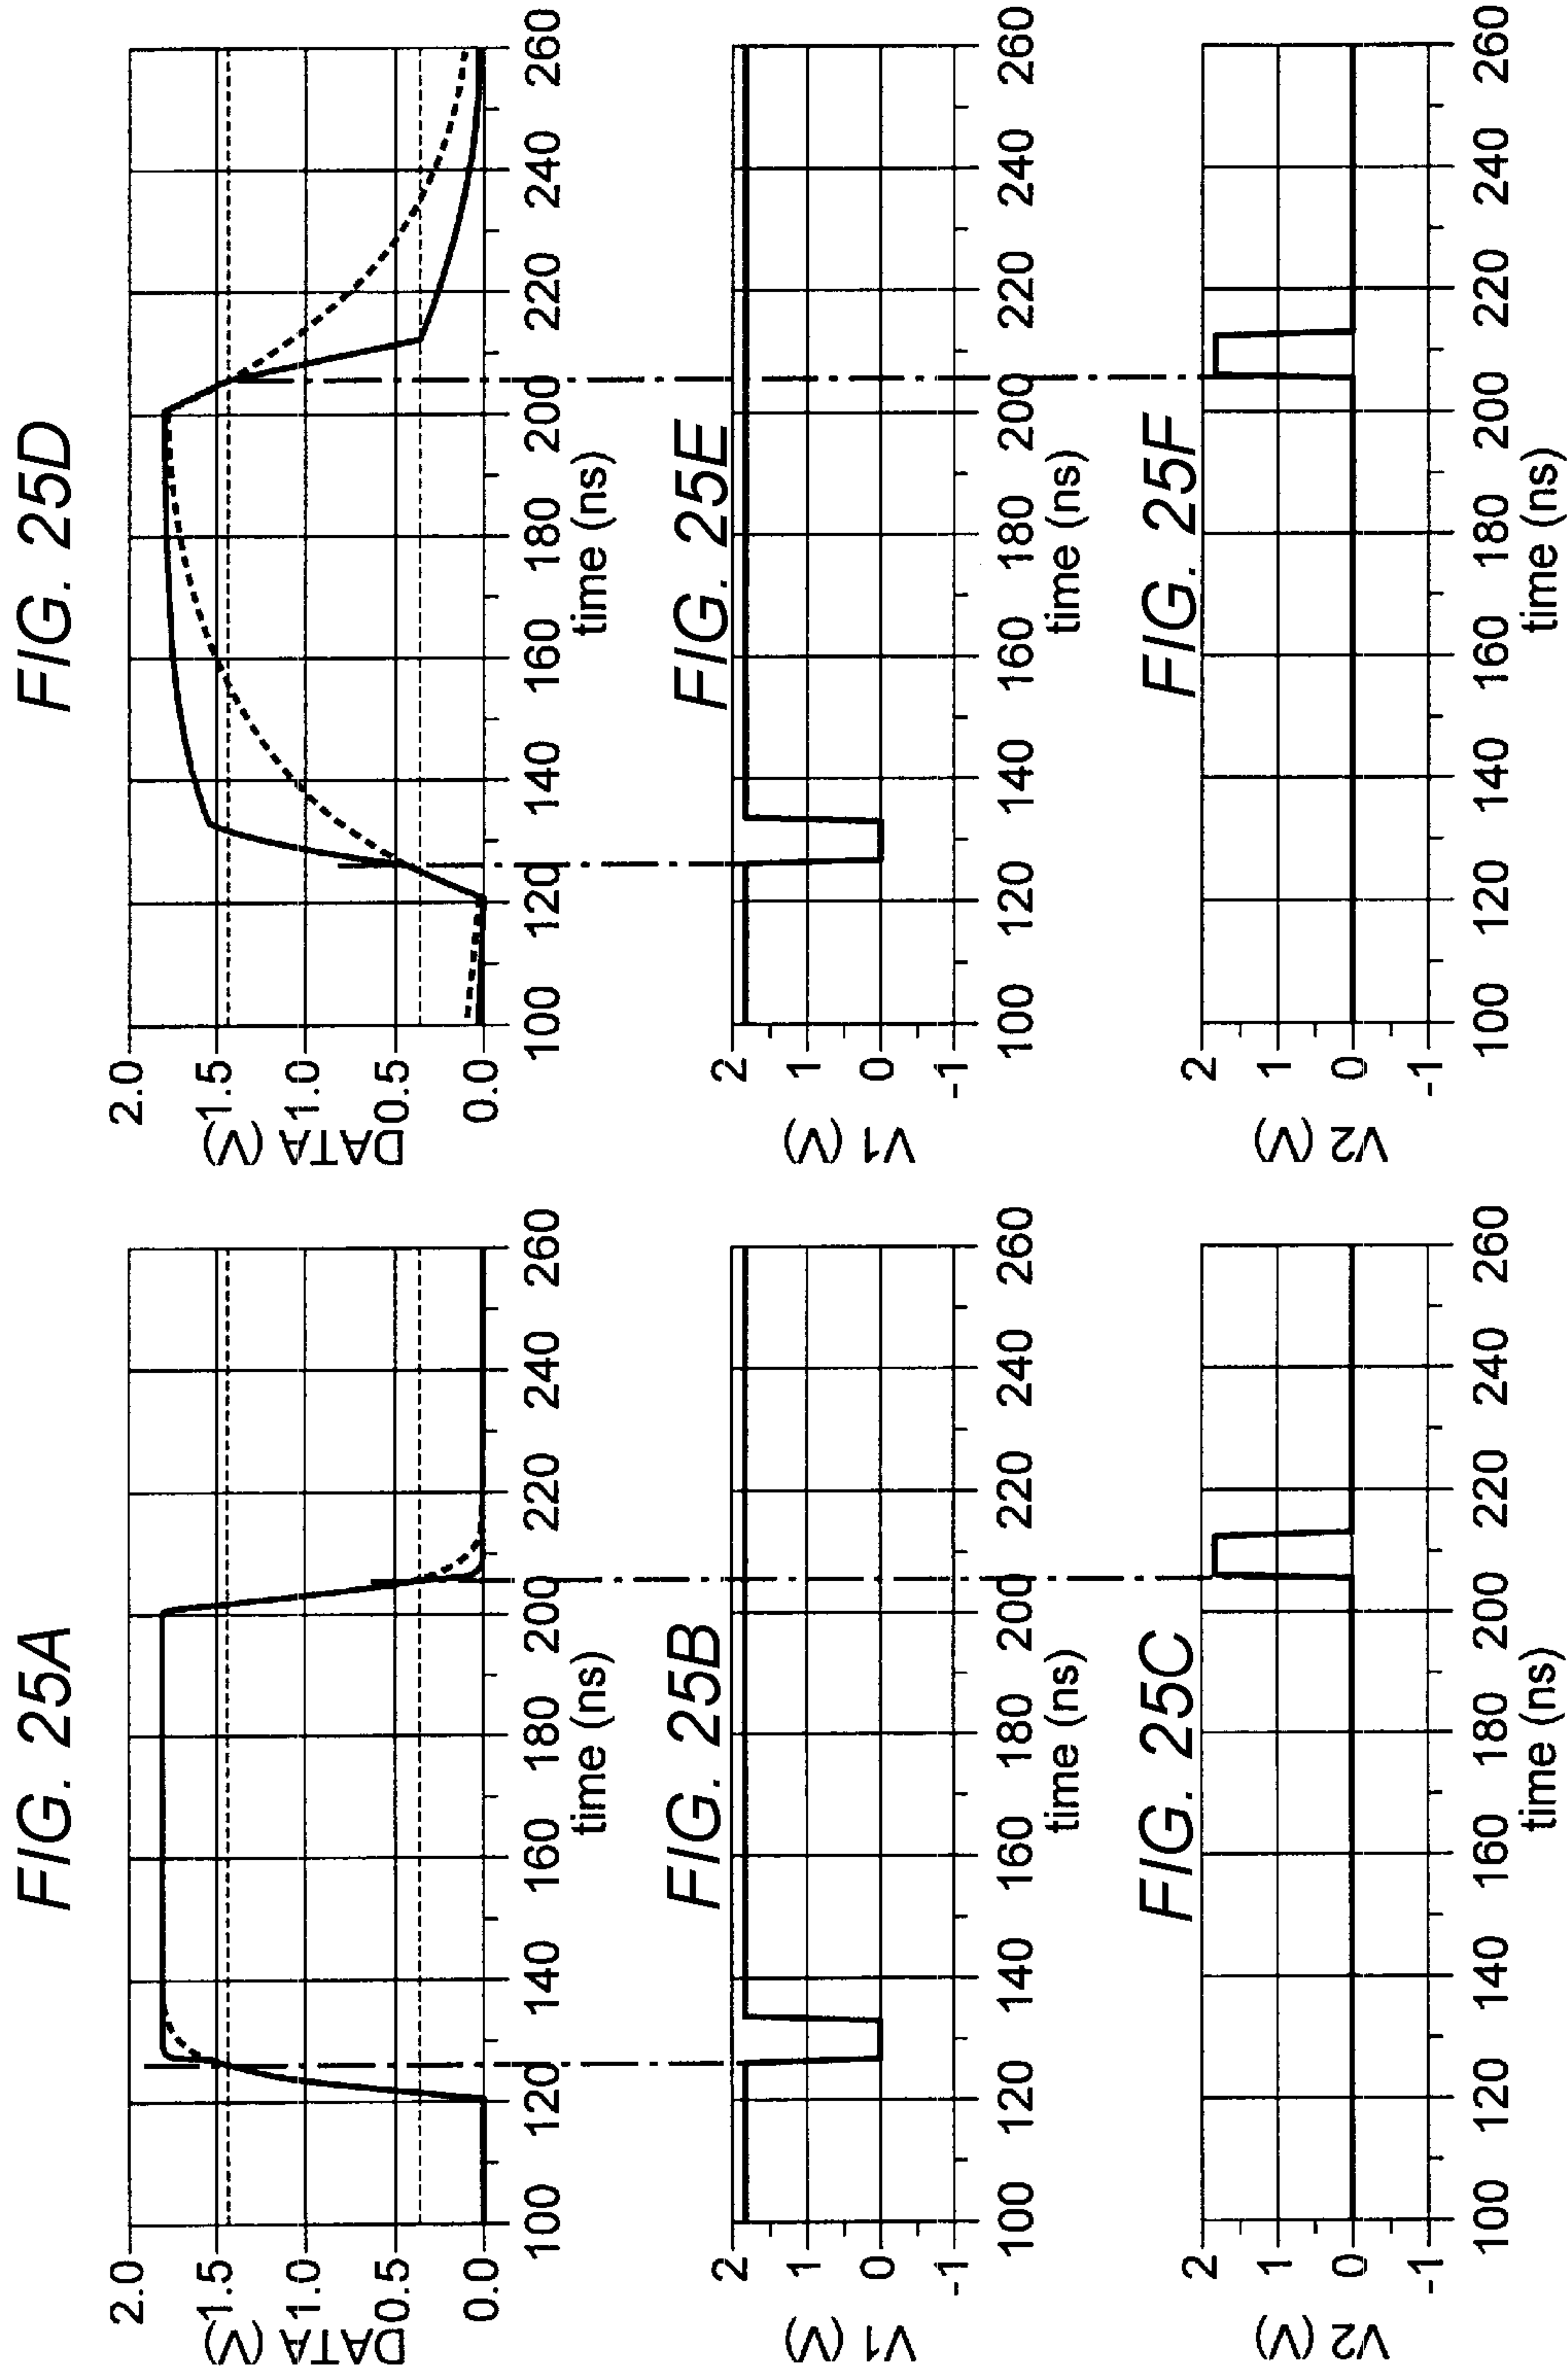 FIG. 25A
DATA (V)
2.0
1.5
1.0
0.5
0.0
100 120 140 160 180 200 220 240 260
time (ns)
FIG. 25B
V1 (V)
2
1
0
-1
100 120 140 160 180 200 220 240 260
time (ns)
FIG. 25C
V2 (V)
2
1
0
-1
100 120 140 160 180 200 220 240 260
time (ns)
FIG. 25D
DATA (V)
2.0
1.5
1.0
0.5
0.0
100 120 140 160 180 200 220 240 260
time (ns)
FIG. 25E
V1 (V)
2
1
0
-1
100 120 140 160 180 200 220 240 260
time (ns)
FIG. 25F
V2 (V)
2
1
0
-1
100 120 140 160 180 200 220 240 260
time (ns)